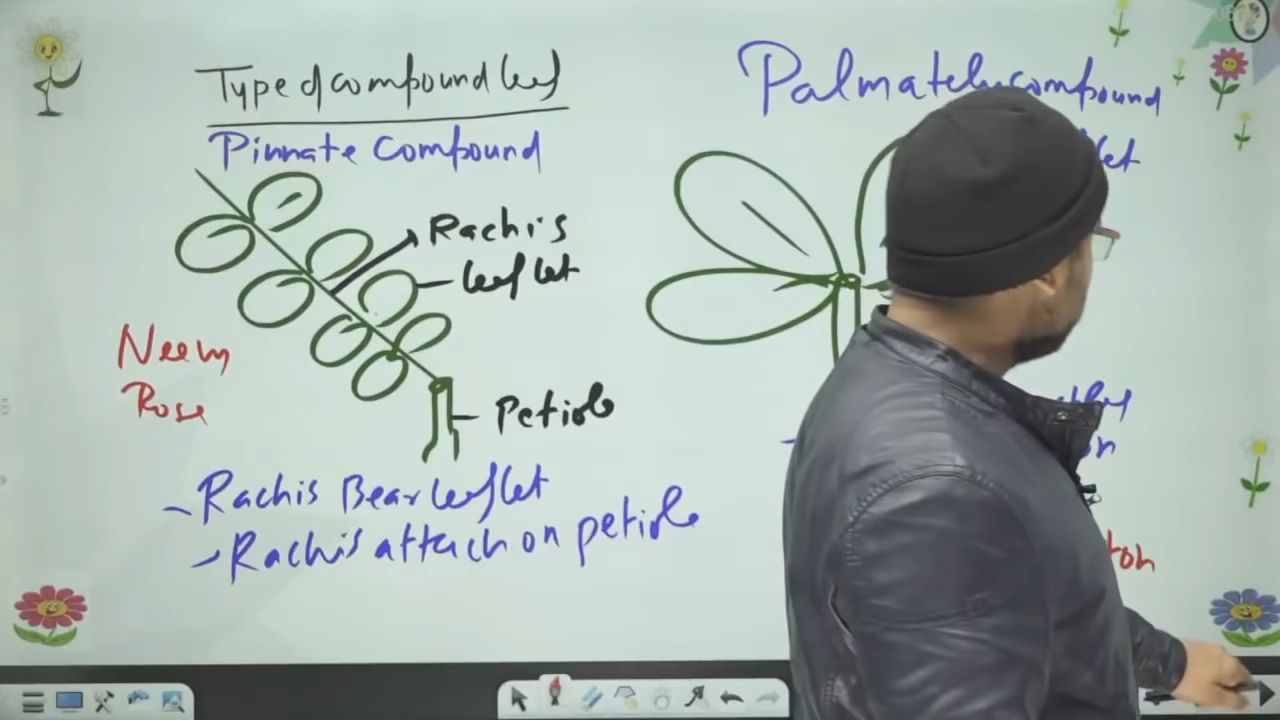 Type of compound leaf
Pinnate compound
Rachis
leaflet
Neem
Rose
Petiole
- Rachis Bear leaflet
- Rachis attach on petiole
Palmately compound